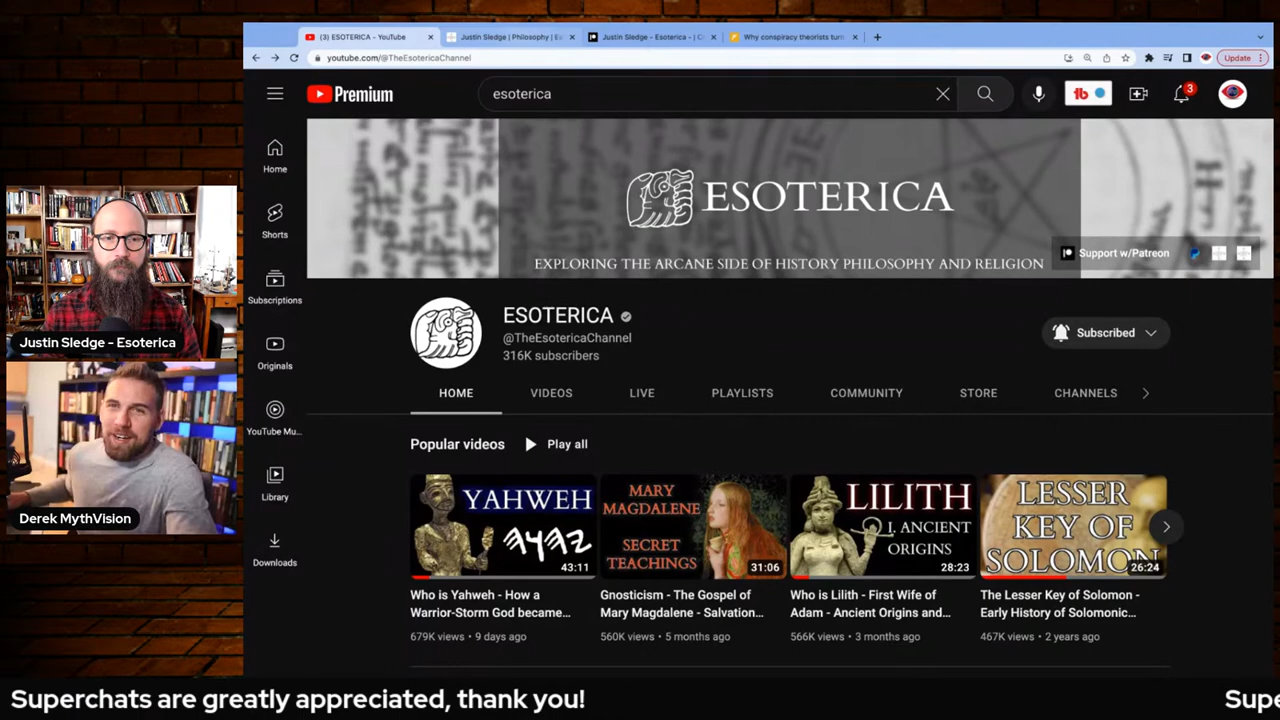 (3) ESOTERICA - YouTube
Justin Sledge | Philosophy | Es
Justin Sledge - Esoterica - | C
Why conspiracy theorists turn
youtube.com/@TheEsotericaChannel
Update
Premium
esoterica
3
Home
Shorts
Subscriptions
Originals
YouTube Mu...
Library
Downloads
ESOTERICA
EXPLORING THE ARCANE SIDE OF HISTORY PHILOSOPHY AND RELIGION
Support w/Patreon
ESOTERICA
@TheEsotericaChannel
316K subscribers
Subscribed
HOME
VIDEOS
LIVE
PLAYLISTS
COMMUNITY
STORE
CHANNELS
Popular videos
Play all
YAHWEH
𐤉𐤄𐤅𐤄
43:11
MARY
MAGDALENE
SECRET
TEACHINGS
31:06
LILITH
I. ANCIENT
ORIGINS
28:23
LESSER
KEY OF
SOLOMON
26:24
Who is Yahweh - How a
Warrior-Storm God became...
679K views • 9 days ago
Gnosticism - The Gospel of
Mary Magdalene - Salvation...
560K views • 5 months ago
Who is Lilith - First Wife of
Adam - Ancient Origins and...
566K views • 3 months ago
The Lesser Key of Solomon -
Early History of Solomonic...
467K views • 2 years ago
Justin Sledge - Esoterica
Derek MythVision
Superchats are greatly appreciated, thank you!
Supe